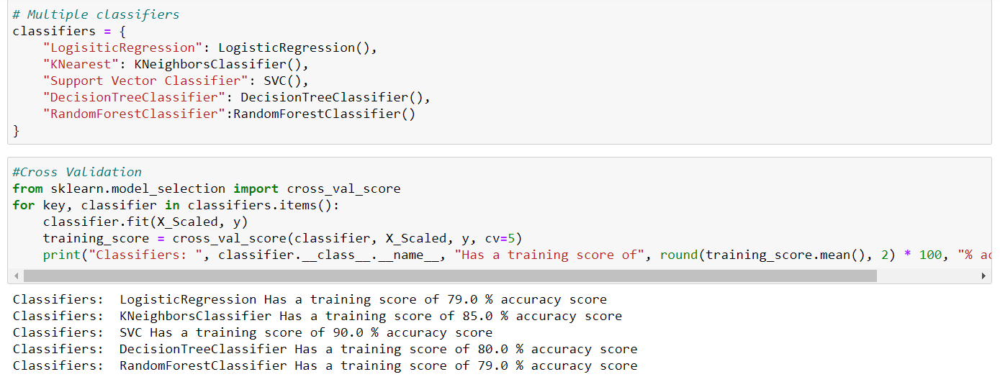 # Multiple classifiers
classifiers = {
    "LogisiticRegression": LogisticRegression(),
    "KNearest": KNeighborsClassifier(),
    "Support Vector Classifier": SVC(),
    "DecisionTreeClassifier": DecisionTreeClassifier(),
    "RandomForestClassifier":RandomForestClassifier()
}
#Cross Validation
from sklearn.model_selection import cross_val_score
for key, classifier in classifiers.items():
    classifier.fit(X_Scaled, y)
    training_score = cross_val_score(classifier, X_Scaled, y, cv=5)
    print("Classifiers: ", classifier.__class__.__name__, "Has a training score of", round(training_score.mean(), 2) * 100, "% ac
Classifiers:  LogisticRegression Has a training score of 79.0 % accuracy score
Classifiers:  KNeighborsClassifier Has a training score of 85.0 % accuracy score
Classifiers:  SVC Has a training score of 90.0 % accuracy score
Classifiers:  DecisionTreeClassifier Has a training score of 80.0 % accuracy score
Classifiers:  RandomForestClassifier Has a training score of 79.0 % accuracy score